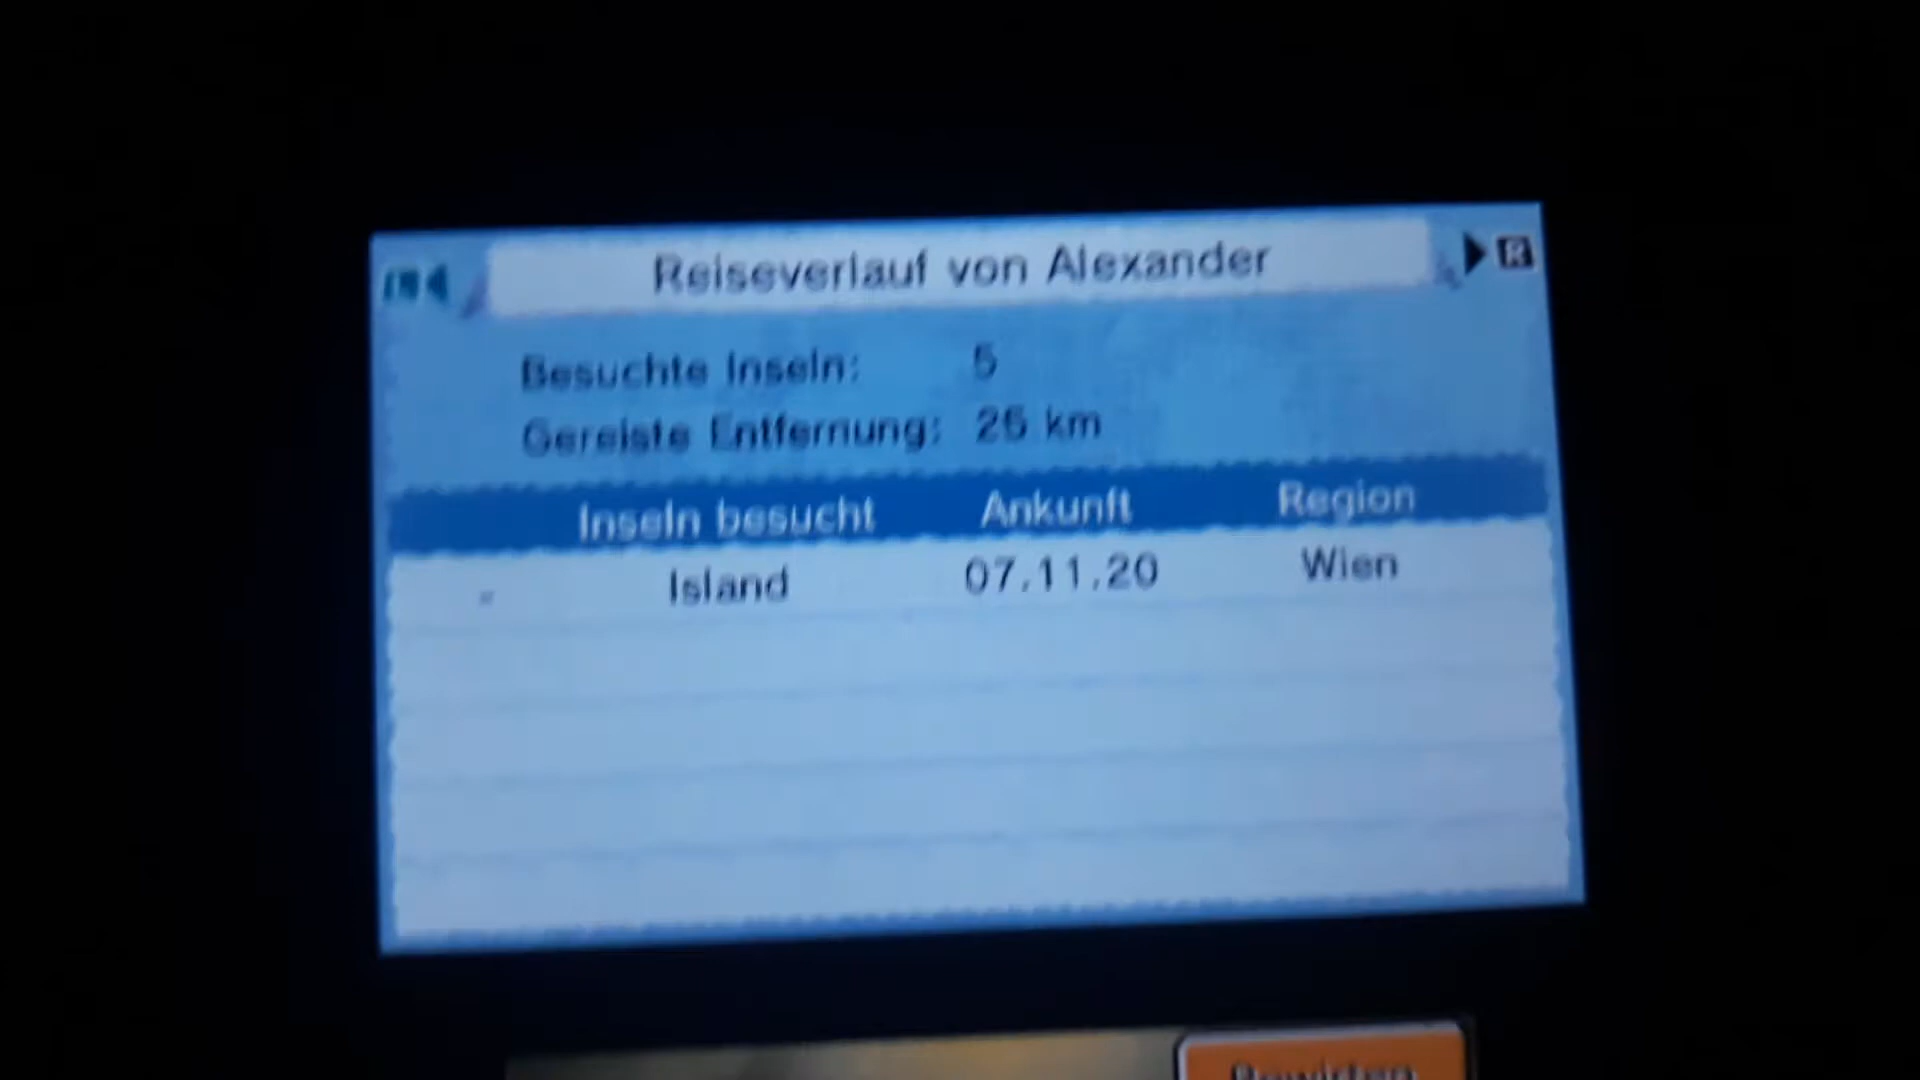 Reiseverlauf von Alexander
R
Besuchte Inseln: 5
Gereiste Entfernung: 25 km
Inseln besucht Ankunft Region
Island 07.11.20 Wien